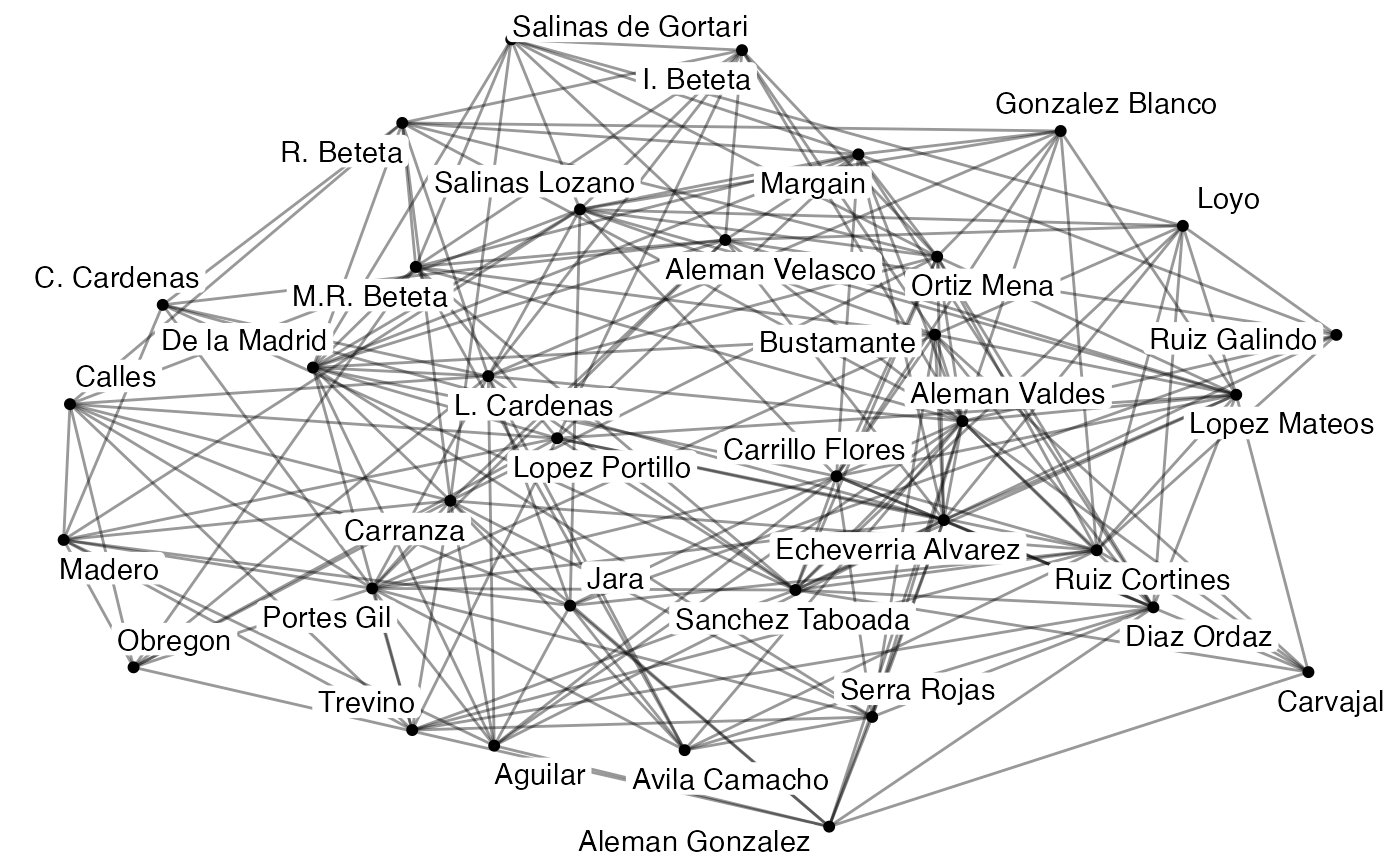 Salinas de Gortari
I. Beteta
Gonzalez Blanco
R. Beteta
Salinas Lozano
Margain
Loyo
Aleman Velasco
C. Cardenas
M.R. Beteta
Ortiz Mena
De la Madrid
Bustamante
Ruiz Galindo
Calles
L. Cardenas
Aleman Valdes
Lopez Mateos
Carrillo Flores
Lopez Portillo
Carranza
Echeverria Alvarez
Madero
Jara
Ruiz Cortines
Portes Gil
Sanchez Taboada
Obregon
Diaz Ordaz
Serra Rojas
Trevino
Carvajal
Aguilar
Avila Camacho
Aleman Gonzalez